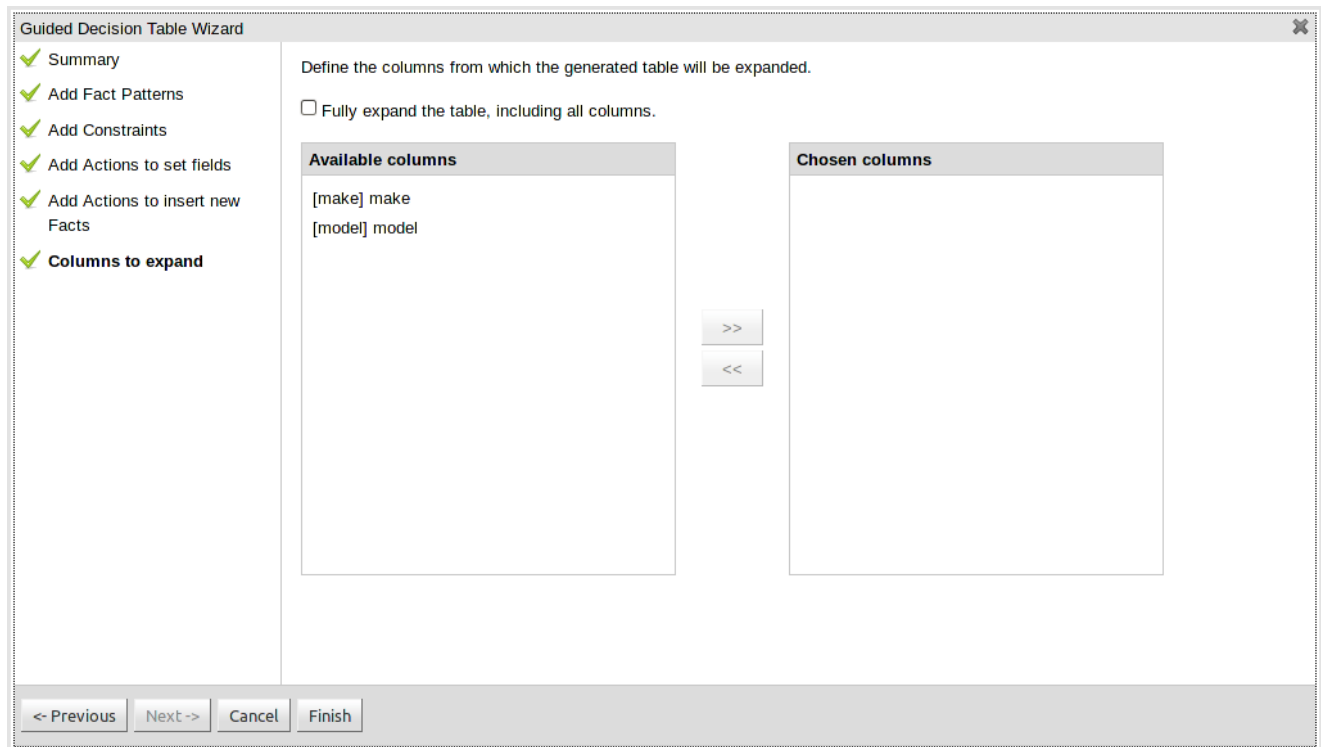 Guided Decision Table Wizard
Summary
Add Fact Patterns
Add Constraints
Add Actions to set fields
Add Actions to insert new
Facts
Columns to expand
Define the columns from which the generated table will be expanded.
Fully expand the table, including all columns.
Available columns
[make] make
[model] model
>>
<<
Chosen columns
<- Previous
Next ->
Cancel
Finish